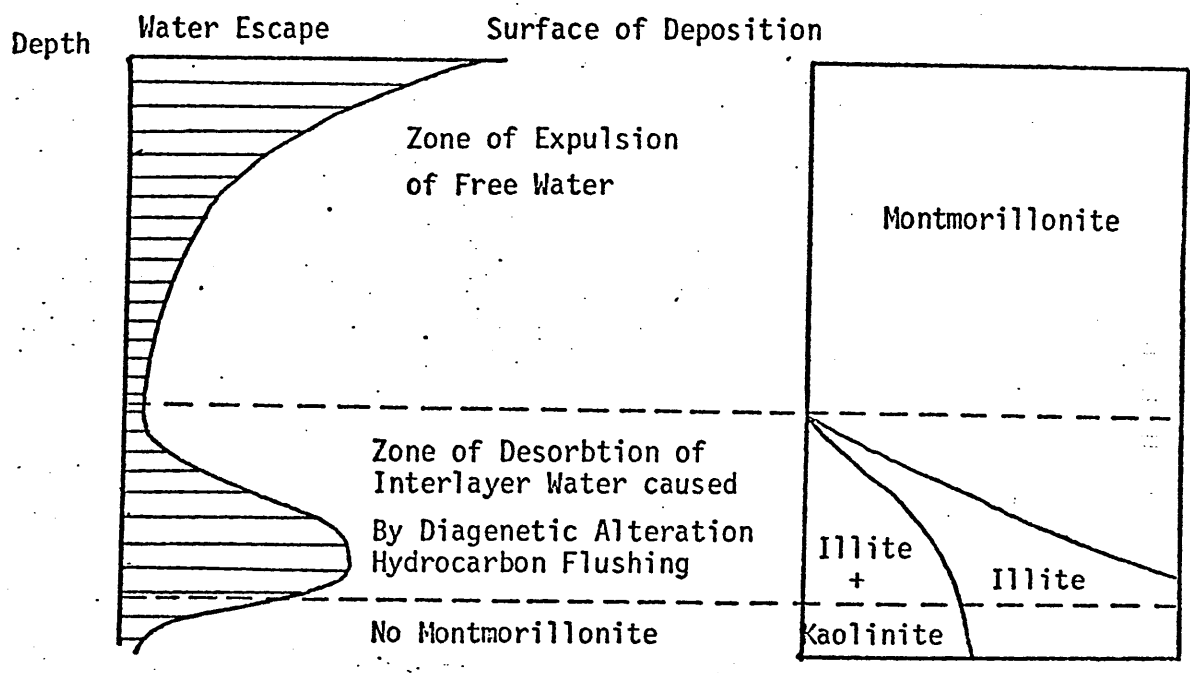 Depth
Water Escape
Surface of Deposition
Zone of Expulsion
of Free Water
Montmorillonite
Zone of Desorbtion of
Interlayer Water caused
By Diagenetic Alteration
Hydrocarbon Flushing
Illite
+
Illite
No Montmorillonite
Kaolinite